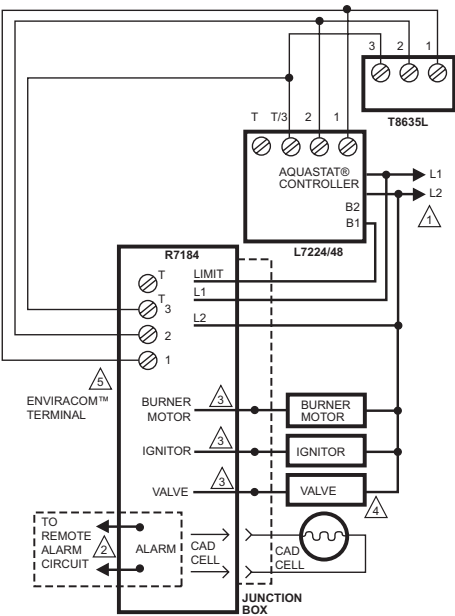 3 2 1
T8635L
T T/3 2 1
AQUASTAT®
CONTROLLER
L1
L2
1
B2
B1
L7224/48
R7184
T
LIMIT
T
3
L1
2
L2
1
5
ENVIRACOM™
TERMINAL
BURNER
MOTOR
3
BURNER
MOTOR
IGNITOR
3
IGNITOR
VALVE
3
VALVE
4
TO
REMOTE
ALARM
CIRCUIT
2
ALARM
CAD
CELL
CAD
CELL
JUNCTION
BOX